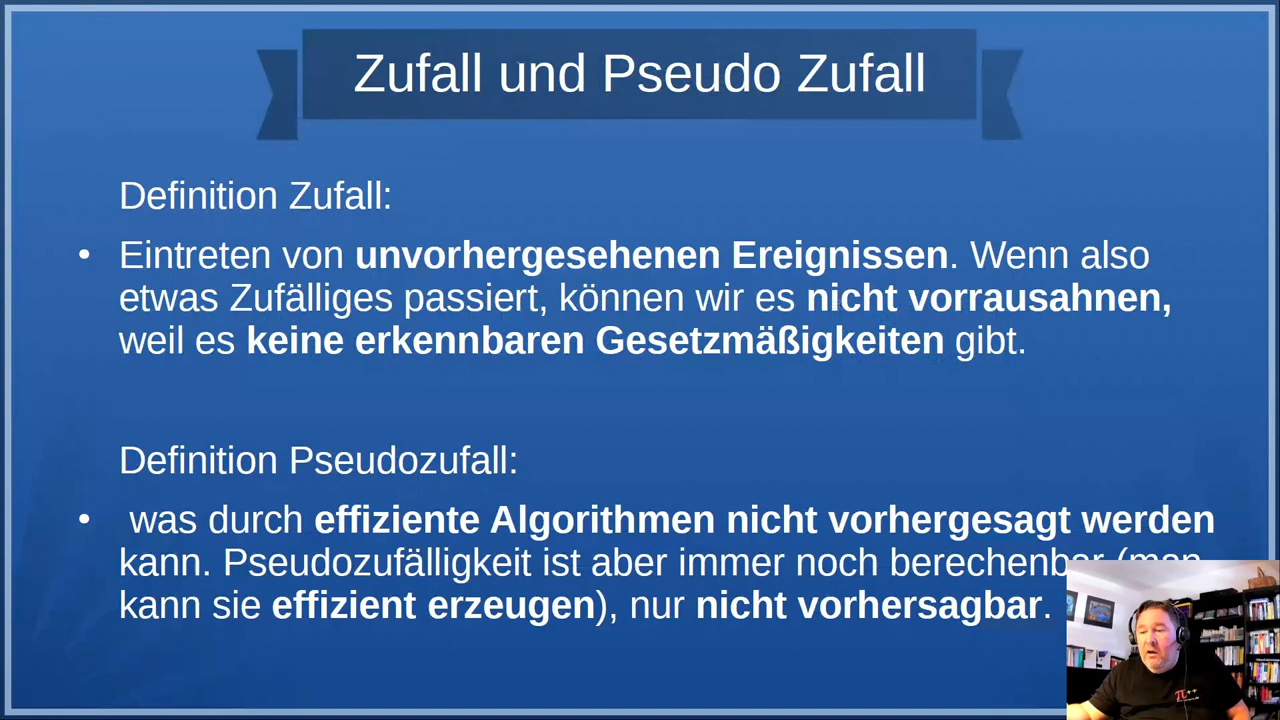 Zufall und Pseudo Zufall
Definition Zufall:
• Eintreten von unvorhergesehenen Ereignissen. Wenn also
etwas Zufälliges passiert, können wir es nicht vorrausahnen,
weil es keine erkennbaren Gesetzmäßigkeiten gibt.
Definition Pseudozufall:
• was durch effiziente Algorithmen nicht vorhergesagt werden
kann. Pseudozufälligkeit ist aber immer noch berechenbar (man
kann sie effizient erzeugen), nur nicht vorhersagbar.